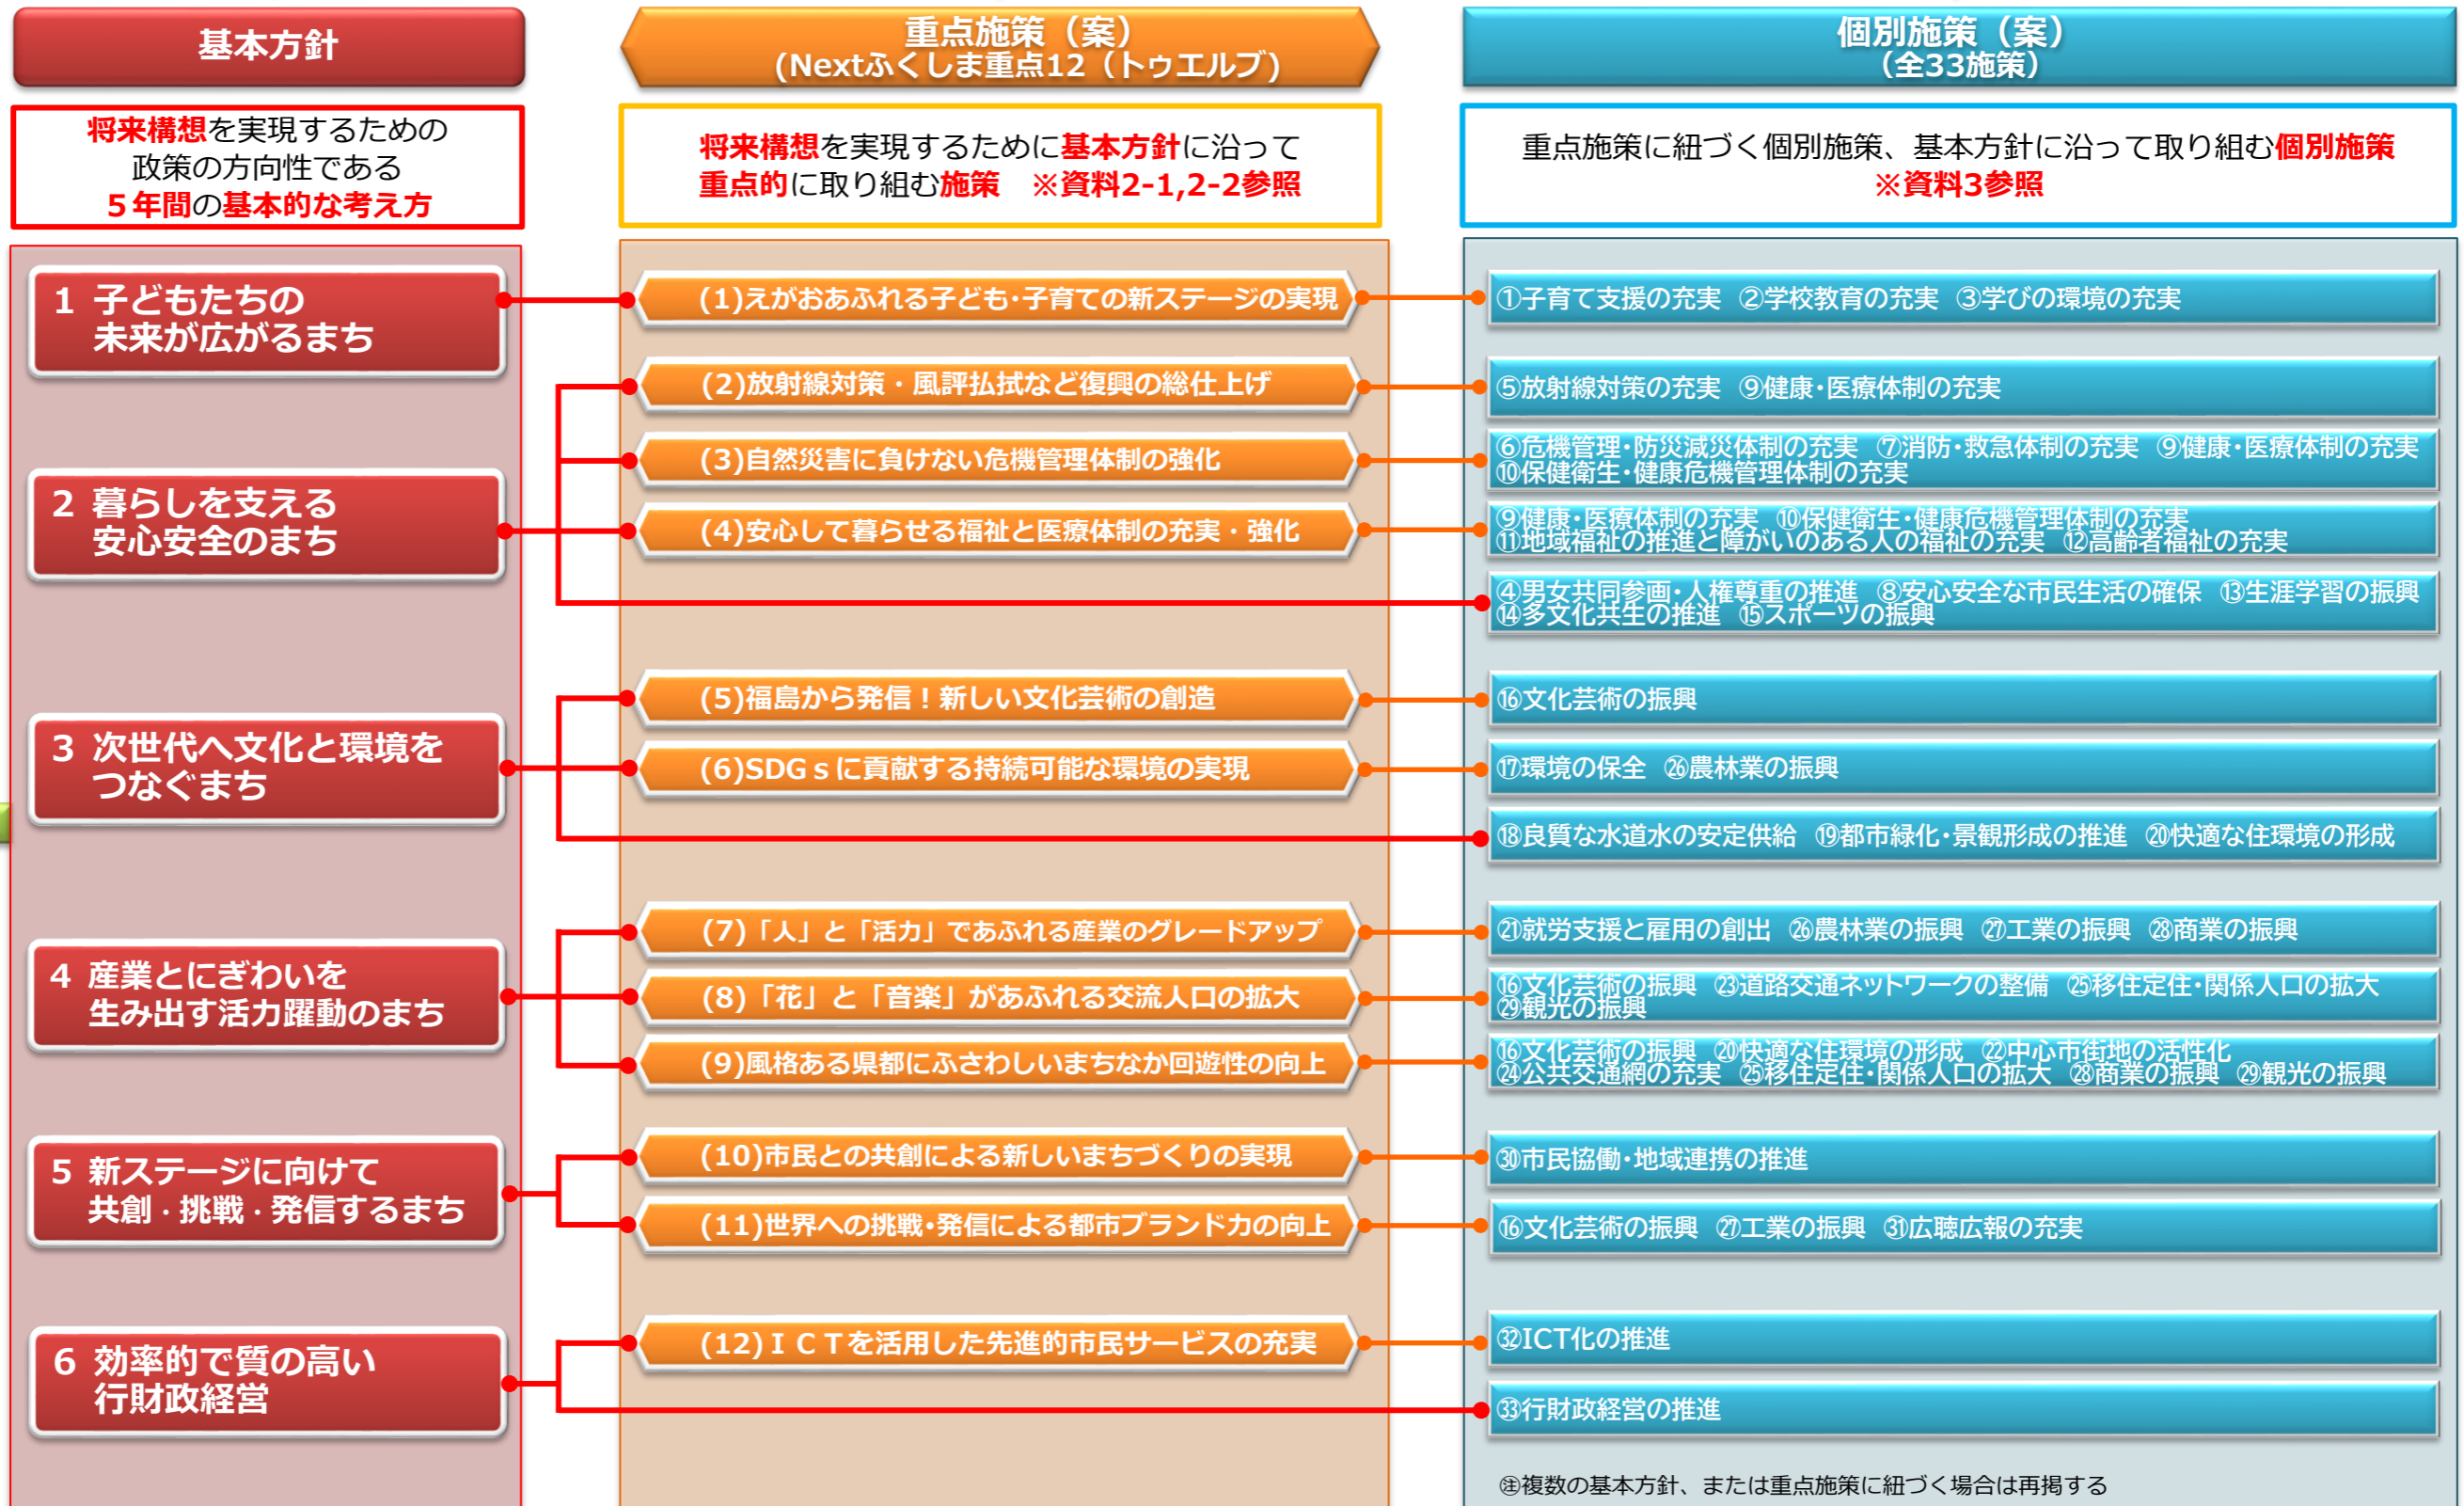 基本方針
重点施策（案）
(Nextふくしま重点12（トゥエルブ)
個別施策（案）
（全33施策）
将来構想を実現するための
政策の方向性である
５年間の基本的な考え方
将来構想を実現するために基本方針に沿って
重点的に取り組む施策　※資料2-1,2-2参照
重点施策に紐づく個別施策、基本方針に沿って取り組む個別施策
※資料3参照
1 子どもたちの
未来が広がるまち
(1)えがおあふれる子ども・子育ての新ステージの実現
①子育て支援の充実　②学校教育の充実　③学びの環境の充実
2 暮らしを支える
安心安全のまち
(2)放射線対策・風評払拭など復興の総仕上げ
⑤放射線対策の充実　⑨健康・医療体制の充実
(3)自然災害に負けない危機管理体制の強化
⑥危機管理・防災減災体制の充実　⑦消防・救急体制の充実　⑨健康・医療体制の充実
⑩保健衛生・健康危機管理体制の充実
(4)安心して暮らせる福祉と医療体制の充実・強化
⑨健康・医療体制の充実　⑩保健衛生・健康危機管理体制の充実
⑪地域福祉の推進と障がいのある人の福祉の充実　⑫高齢者福祉の充実
④男女共同参画・人権尊重の推進　⑧安心安全な市民生活の確保　⑬生涯学習の振興
⑭多文化共生の推進　⑮スポーツの振興
3 次世代へ文化と環境を
つなぐまち
(5)福島から発信！新しい文化芸術の創造
⑯文化芸術の振興
(6)SDGｓに貢献する持続可能な環境の実現
⑰環境の保全　㉖農林業の振興
⑱良質な水道水の安定供給　⑲都市緑化・景観形成の推進　⑳快適な住環境の形成
4 産業とにぎわいを
生み出す活力躍動のまち
(7)「人」と「活力」であふれる産業のグレードアップ
㉑就労支援と雇用の創出　㉖農林業の振興　㉗工業の振興　㉘商業の振興
(8)「花」と「音楽」があふれる交流人口の拡大
⑯文化芸術の振興　㉓道路交通ネットワークの整備　㉕移住定住・関係人口の拡大
㉙観光の振興
(9)風格ある県都にふさわしいまちなか回遊性の向上
⑯文化芸術の振興　⑳快適な住環境の形成　㉒中心市街地の活性化
㉔公共交通網の充実　㉕移住定住・関係人口の拡大　㉘商業の振興　㉙観光の振興
5 新ステージに向けて
共創・挑戦・発信するまち
(10)市民との共創による新しいまちづくりの実現
㉚市民協働・地域連携の推進
(11)世界への挑戦・発信による都市ブランド力の向上
⑯文化芸術の振興　㉗工業の振興　㉛広聴広報の充実
6 効率的で質の高い
行財政経営
(12)ＩＣＴを活用した先進的市民サービスの充実
㉜ICT化の推進
㉝行財政経営の推進
㊟複数の基本方針、または重点施策に紐づく場合は再掲する